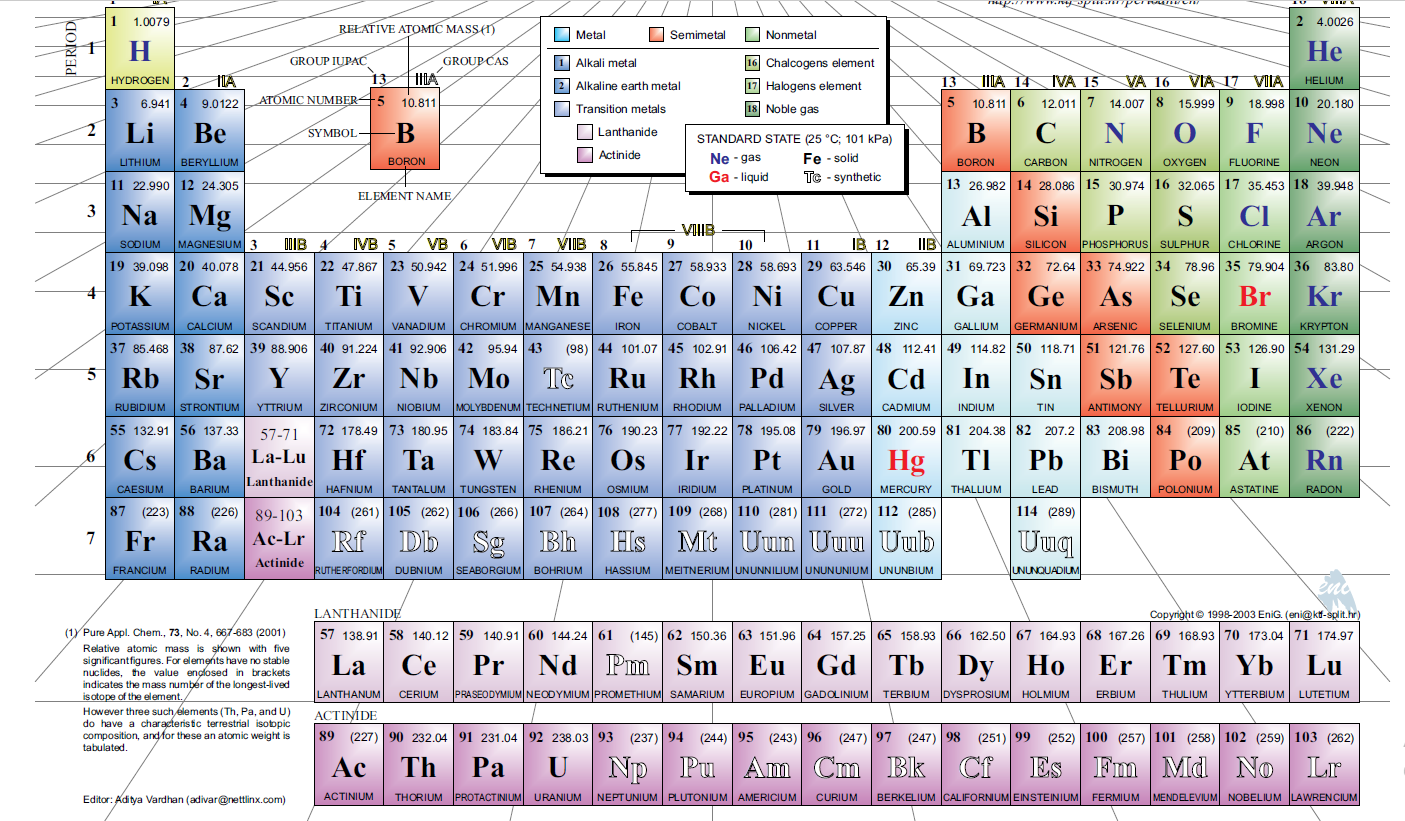 http://www.ktf-split.hr/periodni/en/
PERIOD
RELATIVE ATOMIC MASS (1)
GROUP IUPAC
GROUP CAS
13 IIIA
ATOMIC NUMBER
5 10.811
SYMBOL
B
BORON
ELEMENT NAME
Metal Semimetal Nonmetal
1 Alkali metal 16 Chalcogens element
2 Alkaline earth metal 17 Halogens element
Transition metals 18 Noble gas
Lanthanide
Actinide
STANDARD STATE (25 °C; 101 kPa)
Ne - gas Fe - solid
Ga - liquid Tc - synthetic
1
1 1.0079 2 4.0026
H He
HYDROGEN HELIUM
2 IIA 13 IIIA 14 IVA 15 VA 16 VIA 17 VIIA
2
3 6.941 4 9.0122 5 10.811 6 12.011 7 14.007 8 15.999 9 18.998 10 20.180
Li Be B C N O F Ne
LITHIUM BERYLLIUM BORON CARBON NITROGEN OXYGEN FLUORINE NEON
3
11 22.990 12 24.305 13 26.982 14 28.086 15 30.974 16 32.065 17 35.453 18 39.948
Na Mg Al Si P S Cl Ar
SODIUM MAGNESIUM ALUMINIUM SILICON PHOSPHORUS SULPHUR CHLORINE ARGON
VIIIB
3 IIIB 4 IVB 5 VB 6 VIB 7 VIIB 8 9 10 11 IB 12 IIB
4
19 39.098 20 40.078 21 44.956 22 47.867 23 50.942 24 51.996 25 54.938 26 55.845 27 58.933 28 58.693 29 63.546 30 65.39 31 69.723 32 72.64 33 74.922 34 78.96 35 79.904 36 83.80
K Ca Sc Ti V Cr Mn Fe Co Ni Cu Zn Ga Ge As Se Br Kr
POTASSIUM CALCIUM SCANDIUM TITANIUM VANADIUM CHROMIUM MANGANESE IRON COBALT NICKEL COPPER ZINC GALLIUM GERMANIUM ARSENIC SELENIUM BROMINE KRYPTON
5
37 85.468 38 87.62 39 88.906 40 91.224 41 92.906 42 95.94 43 (98) 44 101.07 45 102.91 46 106.42 47 107.87 48 112.41 49 114.82 50 118.71 51 121.76 52 127.60 53 126.90 54 131.29
Rb Sr Y Zr Nb Mo Tc Ru Rh Pd Ag Cd In Sn Sb Te I Xe
RUBIDIUM STRONTIUM YTTRIUM ZIRCONIUM NIOBIUM MOLYBDENUM TECHNETIUM RUTHENIUM RHODIUM PALLADIUM SILVER CADMIUM INDIUM TIN ANTIMONY TELLURIUM IODINE XENON
6
55 132.91 56 137.33 57-71 72 178.49 73 180.95 74 183.84 75 186.21 76 190.23 77 192.22 78 195.08 79 196.97 80 200.59 81 204.38 82 207.2 83 208.98 84 (209) 85 (210) 86 (222)
Cs Ba La-Lu Hf Ta W Re Os Ir Pt Au Hg Tl Pb Bi Po At Rn
CAESIUM BARIUM Lanthanide HAFNIUM TANTALUM TUNGSTEN RHENIUM OSMIUM IRIDIUM PLATINUM GOLD MERCURY THALLIUM LEAD BISMUTH POLONIUM ASTATINE RADON
7
87 (223) 88 (226) 89-103 104 (261) 105 (262) 106 (266) 107 (264) 108 (277) 109 (268) 110 (281) 111 (272) 112 (285) 114 (289)
Fr Ra Ac-Lr Rf Db Sg Bh Hs Mt Uun Uuu Uub Uuq
FRANCIUM RADIUM Actinide RUTHERFORDIUM DUBNIUM SEABORGIUM BOHRIUM HASSIUM MEITNERIUM UNUNNILIUM UNUNUNIUM UNUNBIUM UNUNQUADIUM
eni
Copyright © 1998-2003 EniG. (eni@ktf-split.hr)
LANTHANIDE
57 138.91 58 140.12 59 140.91 60 144.24 61 (145) 62 150.36 63 151.96 64 157.25 65 158.93 66 162.50 67 164.93 68 167.26 69 168.93 70 173.04 71 174.97
La Ce Pr Nd Pm Sm Eu Gd Tb Dy Ho Er Tm Yb Lu
LANTHANUM CERIUM PRASEODYMIUM NEODYMIUM PROMETHIUM SAMARIUM EUROPIUM GADOLINIUM TERBIUM DYSPROSIUM HOLMIUM ERBIUM THULIUM YTTERBIUM LUTETIUM
ACTINIDE
89 (227) 90 232.04 91 231.04 92 238.03 93 (237) 94 (244) 95 (243) 96 (247) 97 (247) 98 (251) 99 (252) 100 (257) 101 (258) 102 (259) 103 (262)
Ac Th Pa U Np Pu Am Cm Bk Cf Es Fm Md No Lr
ACTINIUM THORIUM PROTACTINIUM URANIUM NEPTUNIUM PLUTONIUM AMERICIUM CURIUM BERKELIUM CALIFORNIUM EINSTEINIUM FERMIUM MENDELEVIUM NOBELIUM LAWRENCIUM
(1) Pure Appl. Chem., 73, No. 4, 667-683 (2001)
Relative atomic mass is shown with five
significant figures. For elements have no stable
nuclides, the value enclosed in brackets
indicates the mass number of the longest-lived
isotope of the element.
However three such elements (Th, Pa, and U)
do have a characteristic terrestrial isotopic
composition, and for these an atomic weight is
tabulated.
Editor: Aditya Vardhan (adivar@nettlinx.com)